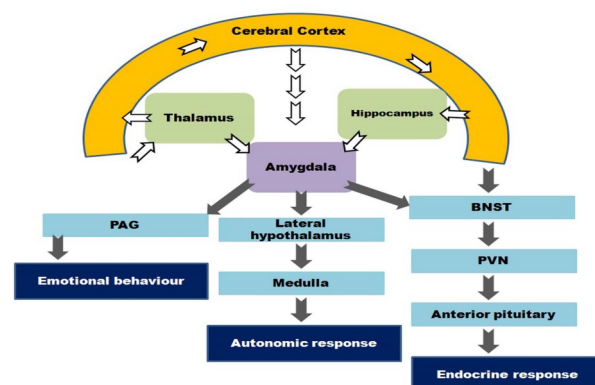 Cerebral Cortex
Thalamus
Hippocampus
Amygdala
PAG
Lateral
hypothalamus
BNST
Emotional behaviour
Medulla
PVN
Autonomic response
Anterior pituitary
Endocrine response